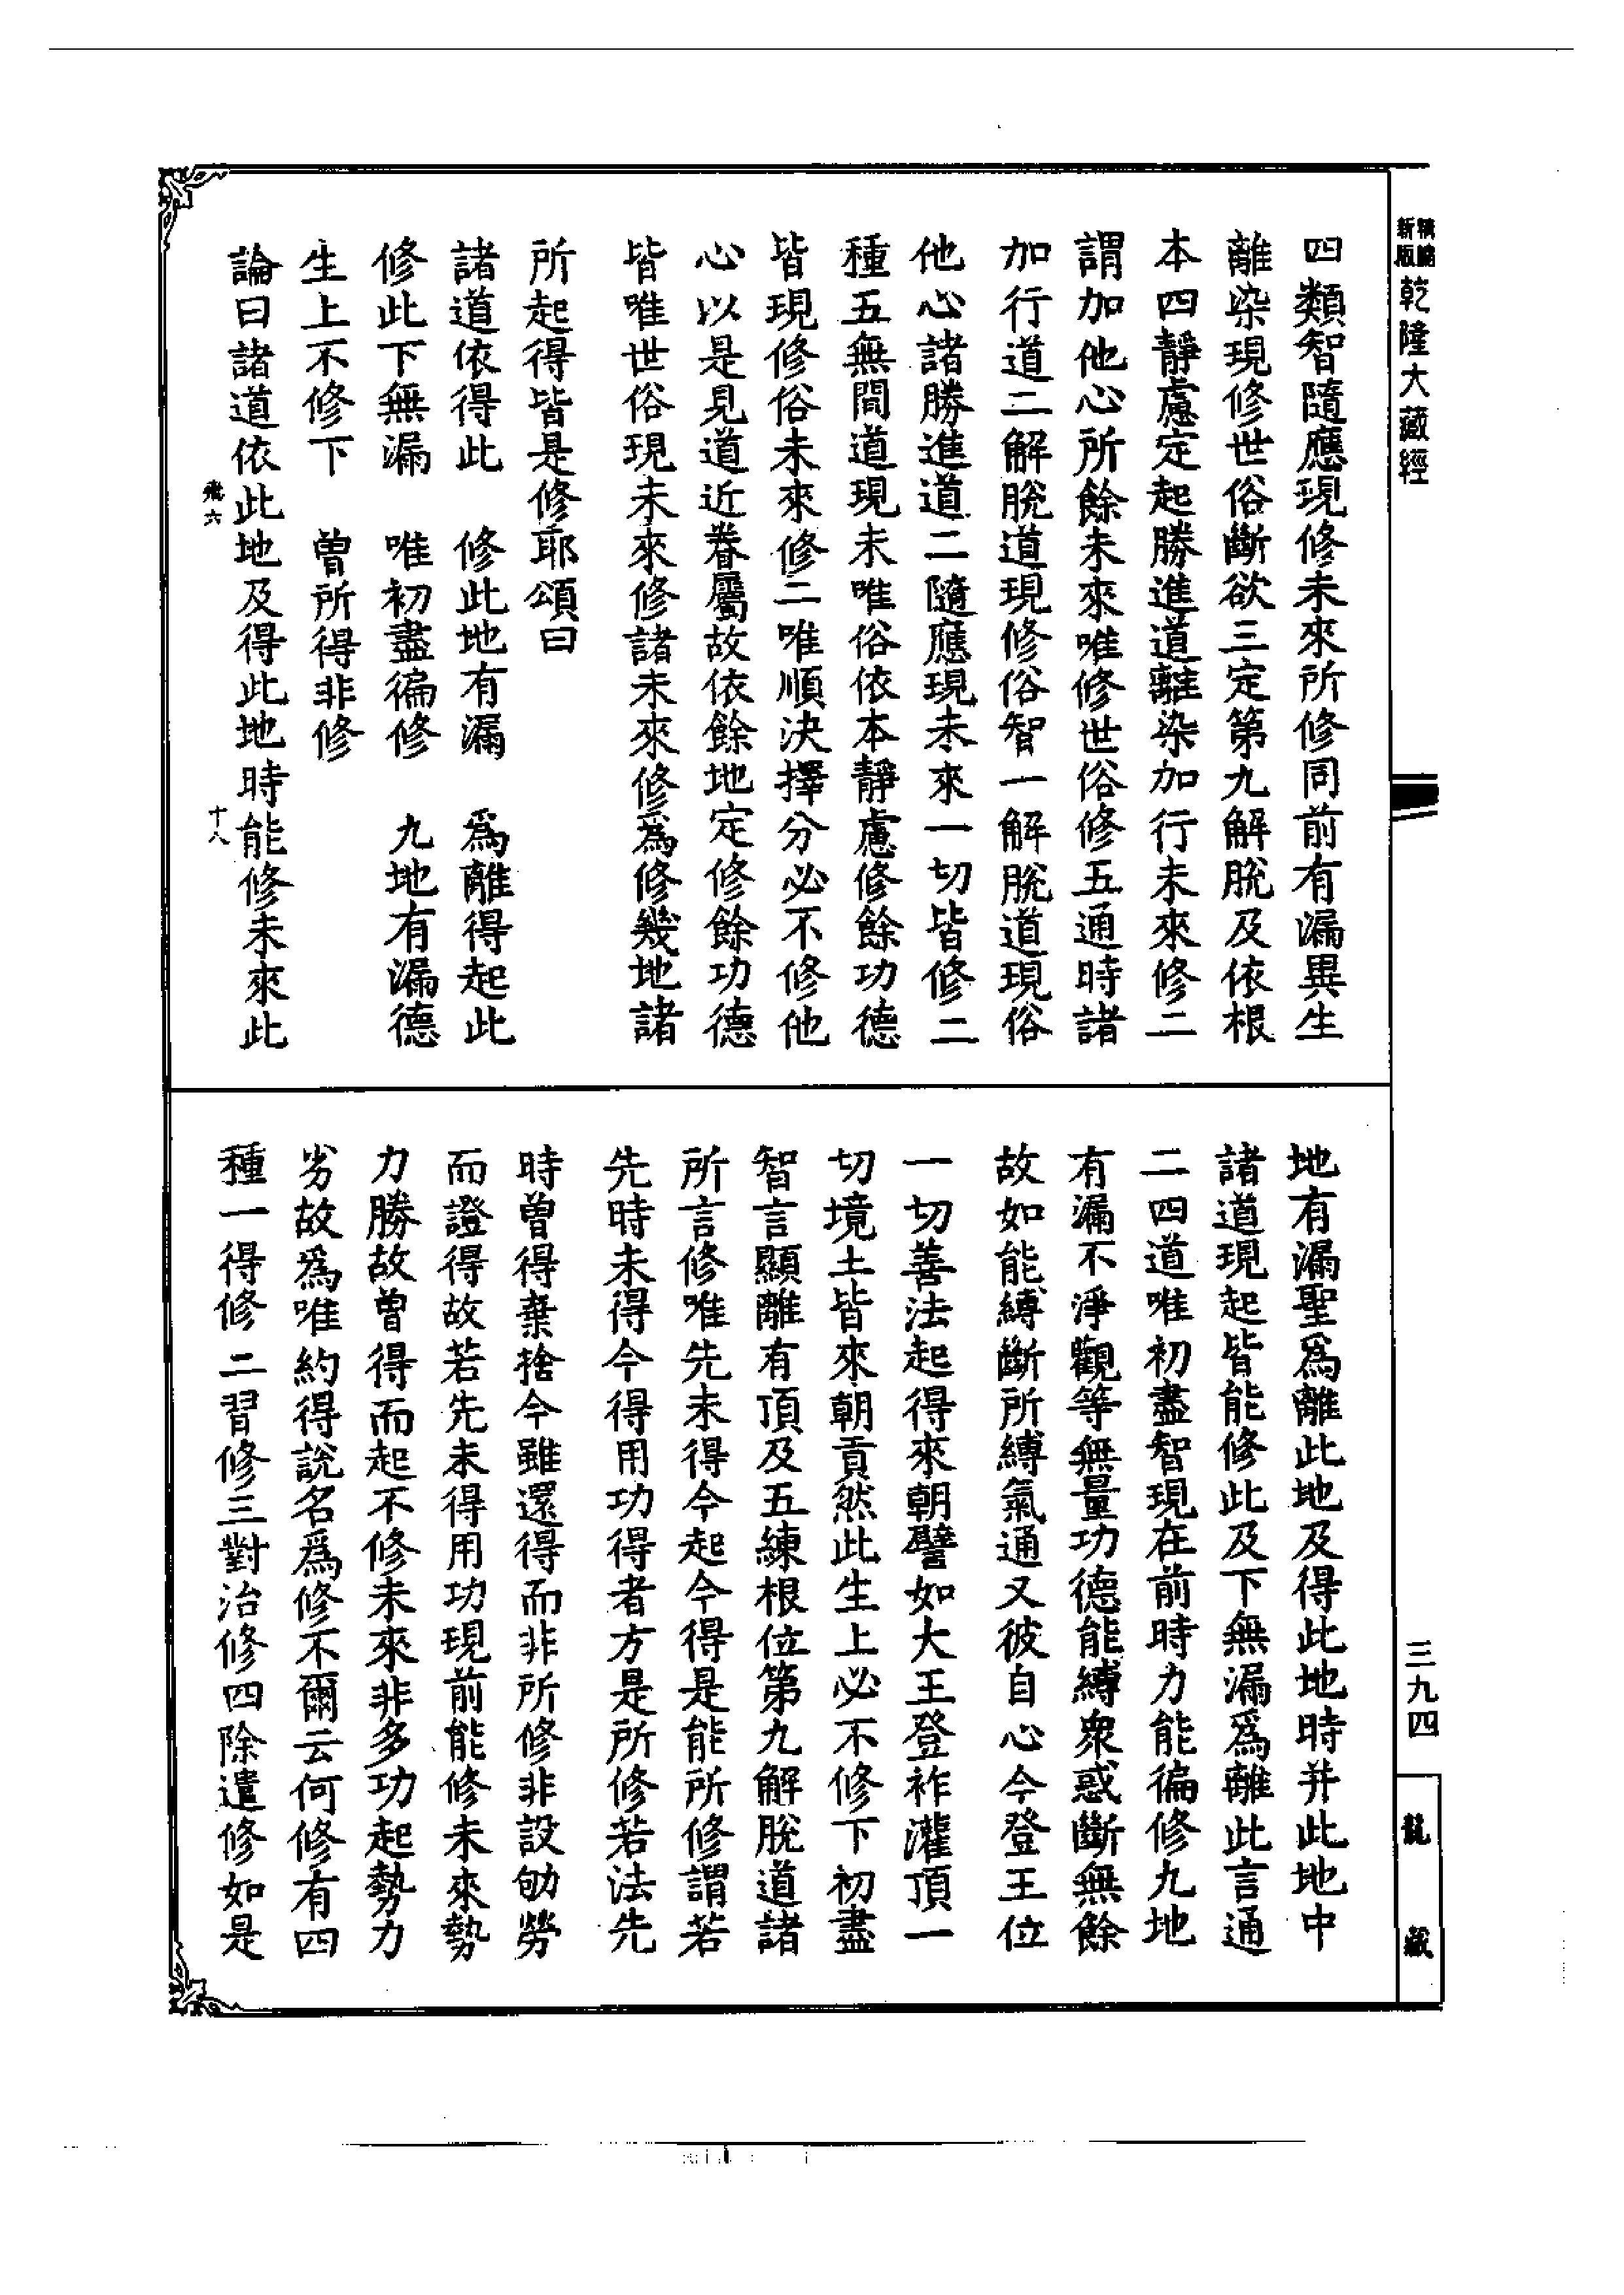 精繕新版
乾隆大藏經
四類智隨應現修未來所修同前有漏異生
離染現修世俗斷欲三定第九解脫及依根
本四靜慮定起勝進道離染加行未來修二
謂加他心所餘未來唯修世俗修五通時諸
加行道二解脫道現修俗智一解脫道現俗
他心諸勝進道二隨應現未來一切皆修二
種五無間道現未唯俗依本靜慮修餘功德
皆現修俗未來修二唯順決擇分必不修他
心以是見道近眷屬故依餘地定修餘功德
皆唯世俗現未來修諸未來修為修幾地諸
所起得皆是修耶頌曰
諸道依得此　修此地有漏　為離得起此
修此下無漏　唯初盡徧修　九地有漏德
生上不修下　曾所得非修
論曰諸道依此地及得此地時能修未來此
飛六　十八
地有漏聖為離此地及得此地時并此地中
諸道現起皆能修此及下無漏為離此言通
二四道唯初盡智現在前時力能徧修九地
有漏不淨觀等無量功德能縛衆惑斷無餘
故如能縛斷所縛氣通又彼自心今登王位
一切善法起得來朝譬如大王登祚灌頂一
切境土皆來朝貢然此生上必不修下初盡
智言顯離有頂及五練根位第九解脫道諸
所言修唯先未得今起今得是能所修謂若
先時未得今得用功得者方是所修若法先
時曾得棄捨今雖還得而非所修非設劬勞
而證得故若先未得用功現前能修未來勢
力勝故曾得而起不修未來非多功起勢力
劣故為唯約得說名為修不爾云何修有四
種一得修二習修三對治修四除遣修如是
三九四
龍藏